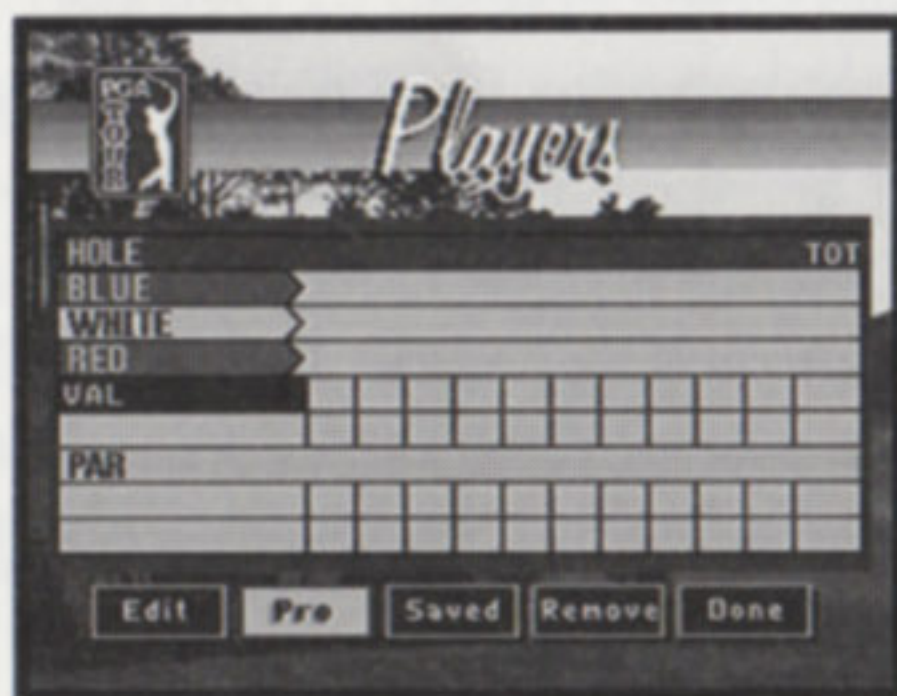 PGA
TOUR
Players
HOLE TOT
BLUE
WHITE
RED
VAL
PAR
Edit Pro Saved Remove Done